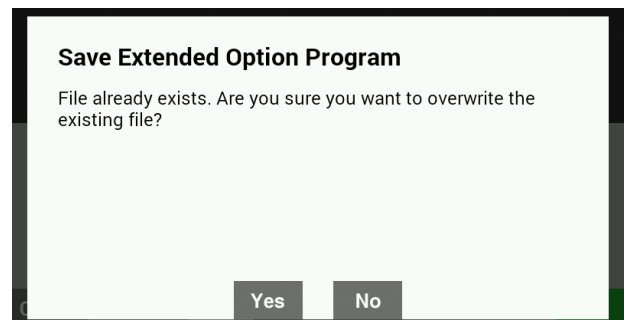 Save Extended Option Program
File already exists. Are you sure you want to overwrite the
existing file?
Yes No